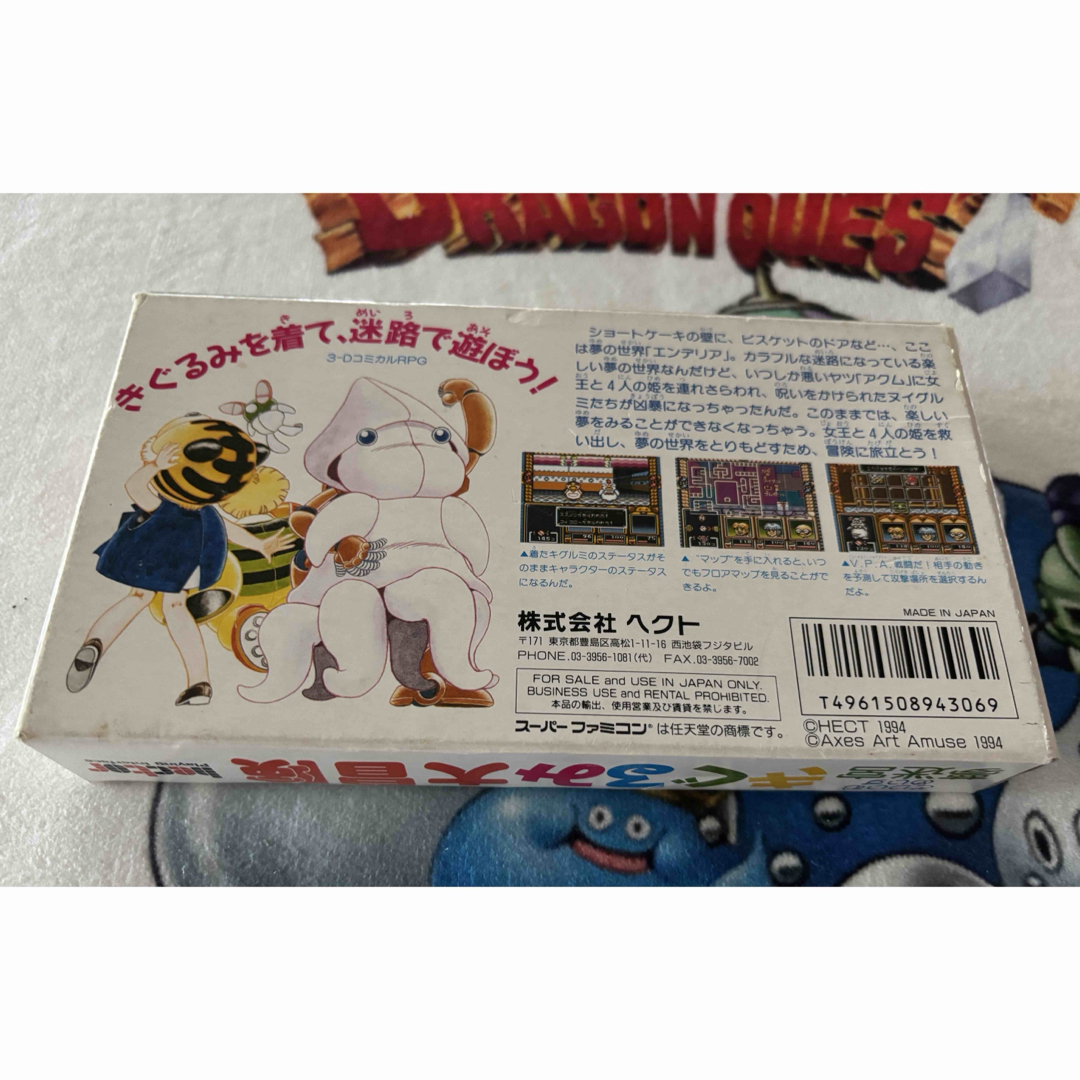 DRAGON QUES
きぐるみを着て、迷路で遊ぼう!
3-DコミカルRPG
ショートケーキの壁に、ビスケットのドアなど…、ここ
は夢の世界「エンテリア」。カラフルな迷路になっている楽
しい夢の世界なんだけど、いつしか悪いヤツ「アクム」に女
王と4人の姫を連れさらわれ、呪いをかけられたヌイグル
ミたちが凶暴になっちゃったんだ。このままでは、楽しい
夢をみることができなくなっちゃう。女王と4人の姫を救
い出し、夢の世界をとりもどすため、冒険に旅立とう!
▲着たキグルミのステータスがそ
のままキャラクターのステータス
になるんだ。
▲"マップ"を手に入れると、いつ
でもフロアマップを見ることがで
きるよ。
▲V.P.A.戦闘だ!相手の動き
を予測して攻撃場所を選択するん
だよ。
株式会社 ヘクト
〒171 東京都豊島区高松1-11-16 西池袋フジタビル
PHONE.03-3956-1081(代) FAX.03-3956-7002
FOR SALE and USE IN JAPAN ONLY.
BUSINESS USE and RENTAL PROHIBITED.
本品の輸出、使用営業及び賃貸を禁じます。
スーパーファミコン®は任天堂の商標です。
MADE IN JAPAN
T4961508943069
©HECT 1994
©Axes Art Amuse 1994
夢迷宮
きぐるみ大冒険